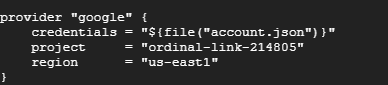 provider "google" {
    credentials = "${file("account.json")}"
    project     = "ordinal-link-214805"
    region      = "us-east1"
}